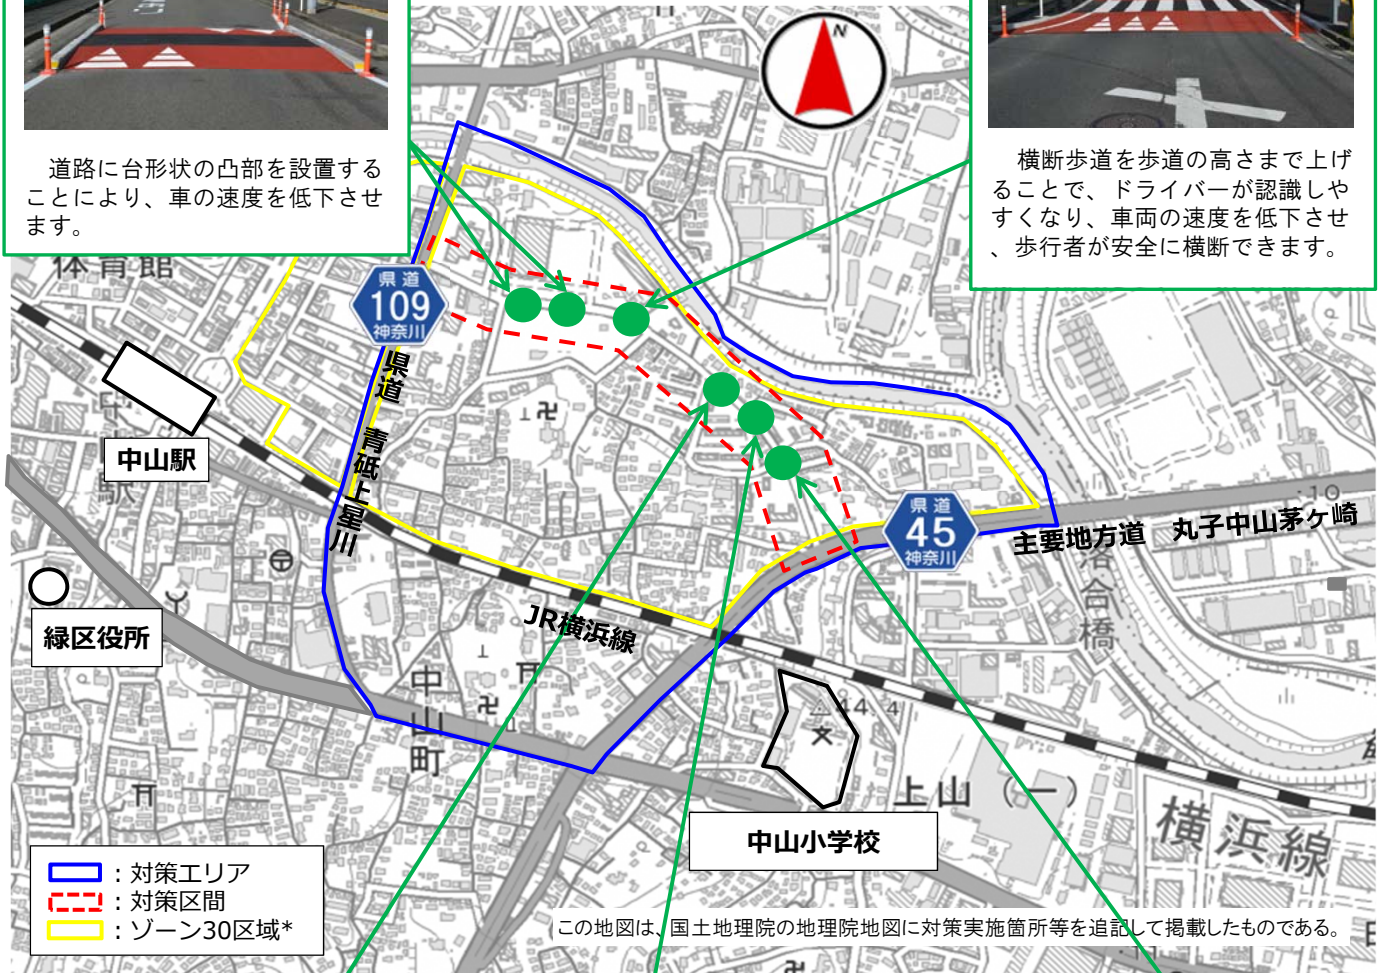 道路に台形状の凸部を設置する
ことにより、車の速度を低下させ
ます。
横断歩道を歩道の高さまで上げ
ることで、ドライバーが認識しや
すくなり、車両の速度を低下させ
、歩行者が安全に横断できます。
N
体育館
県道
109
神奈川
県道 青砥上星川
中山駅
緑区役所
JR横浜線
県道
45
神奈川
主要地方道 丸子中山茅ヶ崎
落合橋
中山町
44.4
文
上山(一)
中山小学校
横浜線
:対策エリア
:対策区間
:ゾーン30区域*
この地図は、国土地理院の地理院地図に対策実施箇所等を追記して掲載したものである。